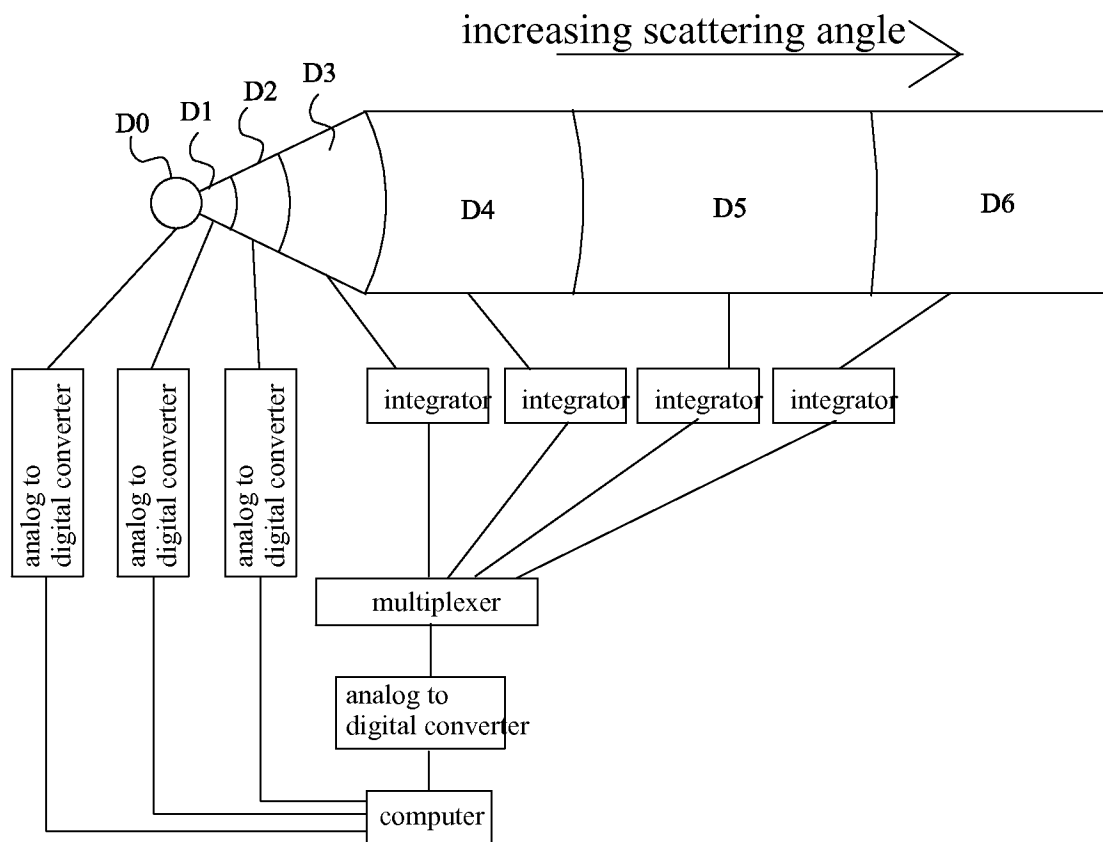 increasing scattering angle
D0
D1
D2
D3
D4
D5
D6
analog to
digital converter
analog to
digital converter
analog to
digital converter
integrator
integrator
integrator
integrator
multiplexer
analog to
digital converter
computer